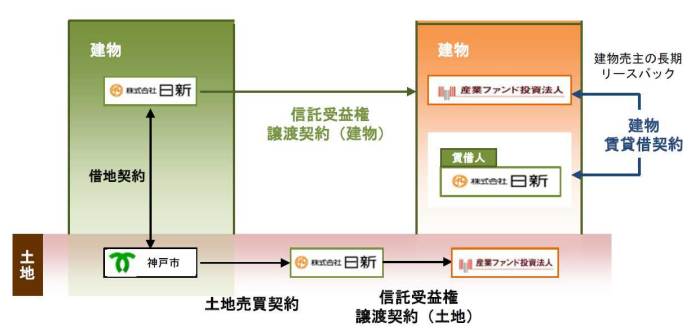 建物
株式会社 日新
借地契約
信託受益権
譲渡契約（建物）
建物
産業ファンド投資法人
賃借人
株式会社 日新
建物売主の長期
リースバック
建物
賃貸借契約
土地
神戸市
土地売買契約
株式会社 日新
信託受益権
譲渡契約（土地）
産業ファンド投資法人